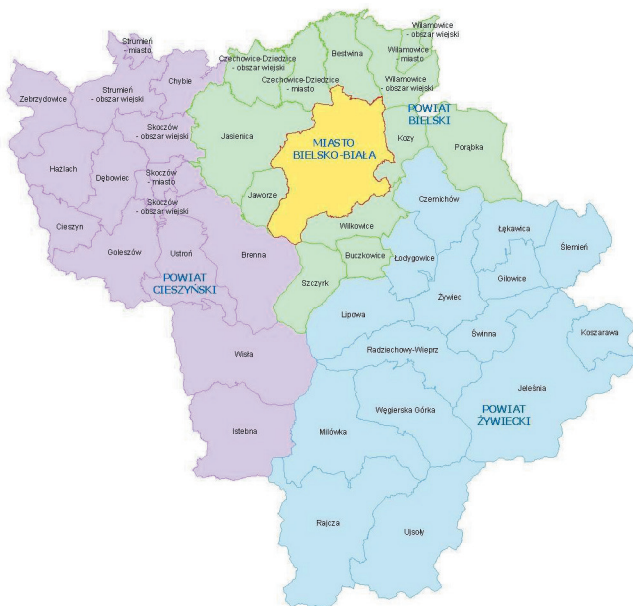 Wilamowice
- obszar wiejski
Strumień
- miasto
Czechowice-Dziedzice
- obszar wiejski
Bestwina
Wilamowice
- miasto
Chybie
Strumień
- obszar wiejski
Czechowice-Dziedzice
- miasto
Wilamowice
- obszar wiejski
Zebrzydowice
POWIAT
BIELSKI
Skoczów
- obszar wiejski
Jasienica
MIASTO
BIELSKO-BIAŁA
Kozy
Porąbka
Hażlach
Dębowiec
Skoczów
- miasto
Jaworze
Czernichów
Skoczów
- obszar wiejski
Cieszyn
Wilkowice
Łękawica
Ślemień
Goleszów
Ustroń
Brenna
Buczkowice
Łodygowice
POWIAT
CIESZYŃSKI
Szczyrk
Gilowice
Żywiec
Lipowa
Świnna
Koszarawa
Radziechowy-Wieprz
Wisła
Jeleśnia
Węgierska Górka
POWIAT
ŻYWIECKI
Istebna
Milówka
Rajcza
Ujsoły